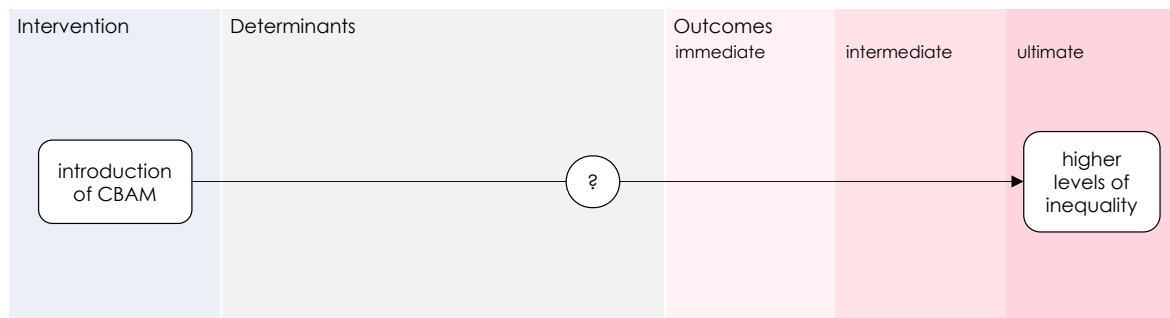 Intervention
Determinants
Outcomes
immediate
intermediate
ultimate
introduction
of CBAM
?
higher
levels of
inequality